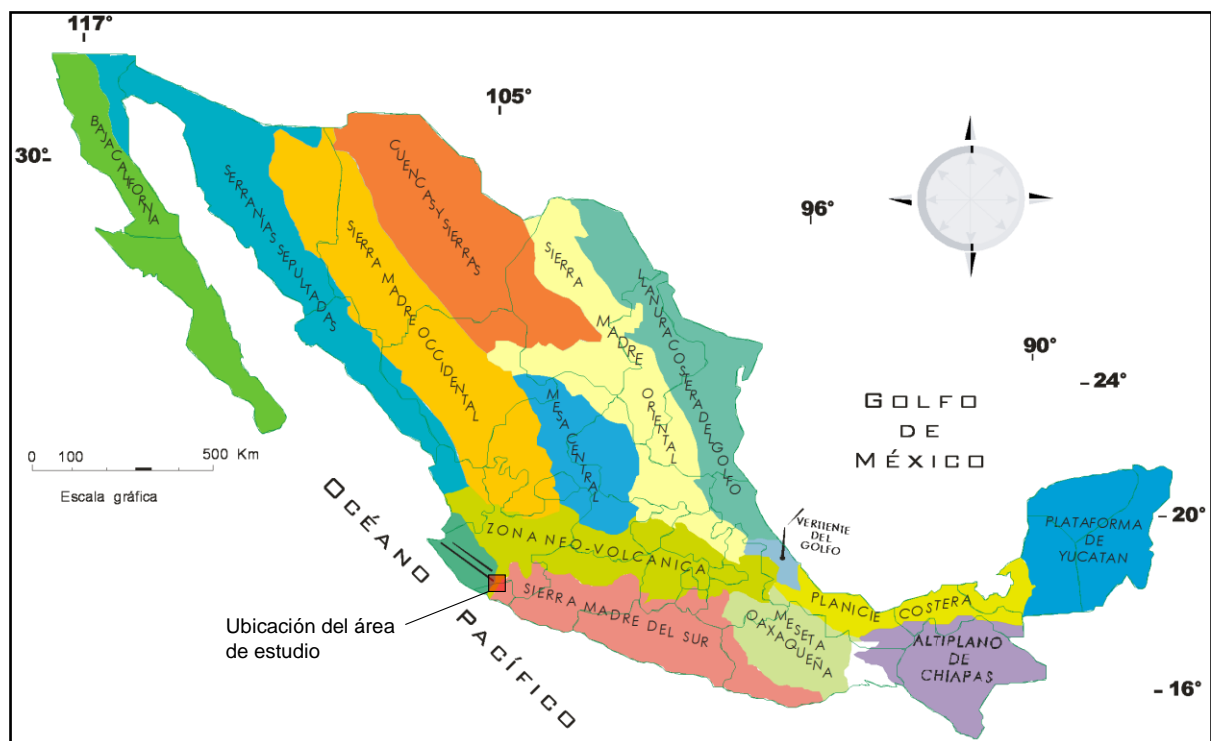 117°
105°
30°
96°
90°
24°
20°
16°
BAJA CALIFORNIA
SERRANIAS SEPULTADAS
SIERRA MADRE OCCIDENTAL
CUENCAS Y SIERRAS
SIERRA
MADRE
ORIENTAL
LLANURA COSTERA DEL GOLFO
MESA CENTRAL
GOLFO
DE
MÉXICO
0 100 500 Km
Escala gráfica
OCÉANO
PACÍFICO
ZONA NEO-VOLCANICA
VERTIENTE
DEL
GOLFO
PLATAFORMA
DE
YUCATAN
SIERRA MADRE DEL SUR
MESETA
OAXAQUEÑA
PLANICIE COSTERA
ALTIPLANO
DE
CHIAPAS
Ubicación del área
de estudio